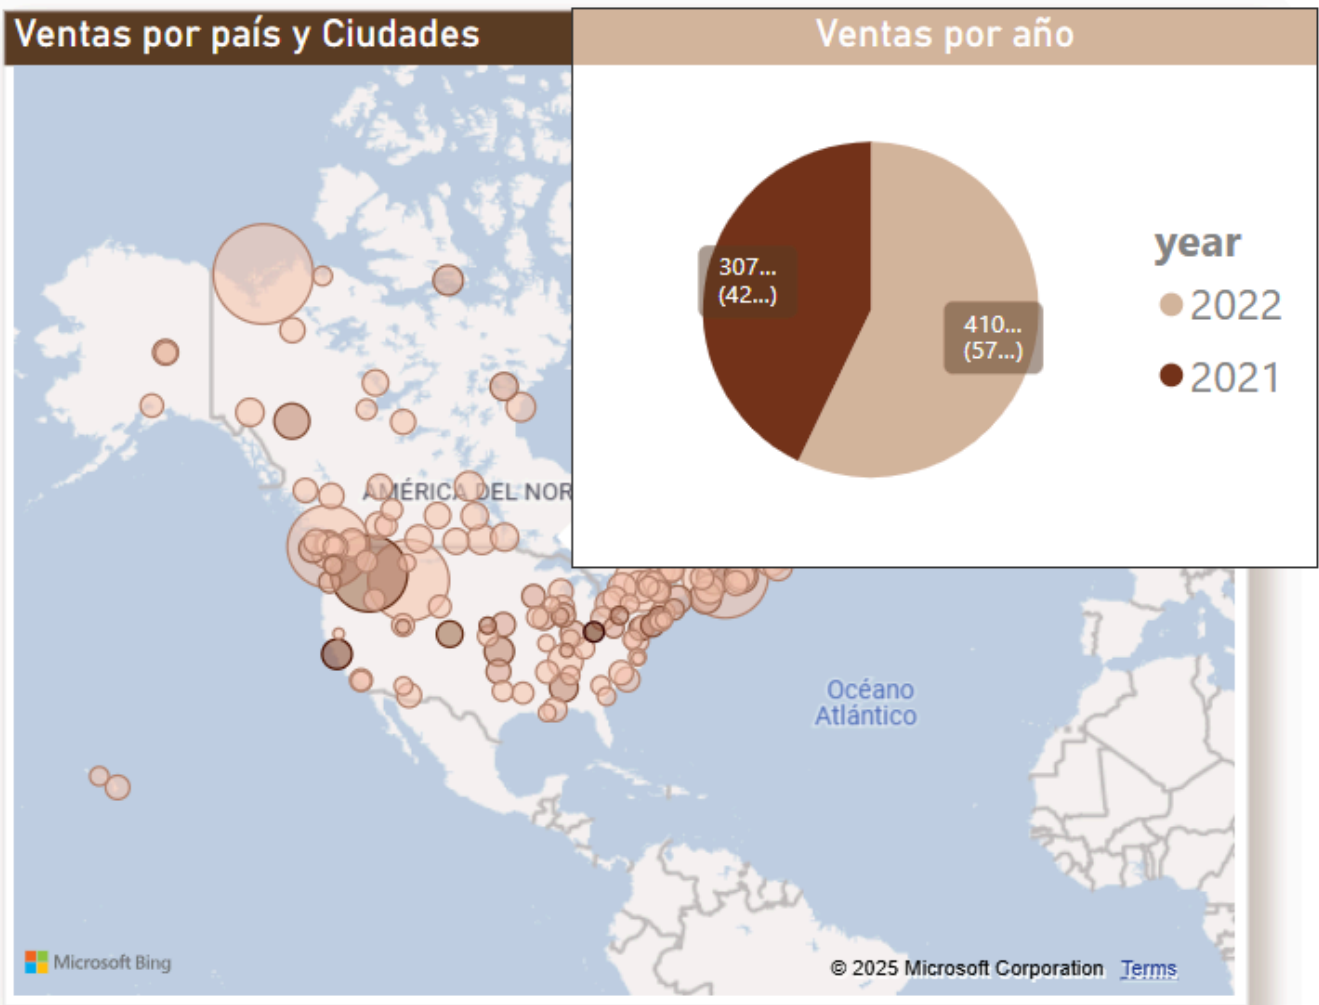 Ventas por país y Ciudades
Ventas por año
307...
(42...)
410...
(57...)
year
2022
2021
AMÉRICA DEL NOR
Océano
Atlántico
Microsoft Bing
© 2025 Microsoft Corporation Terms